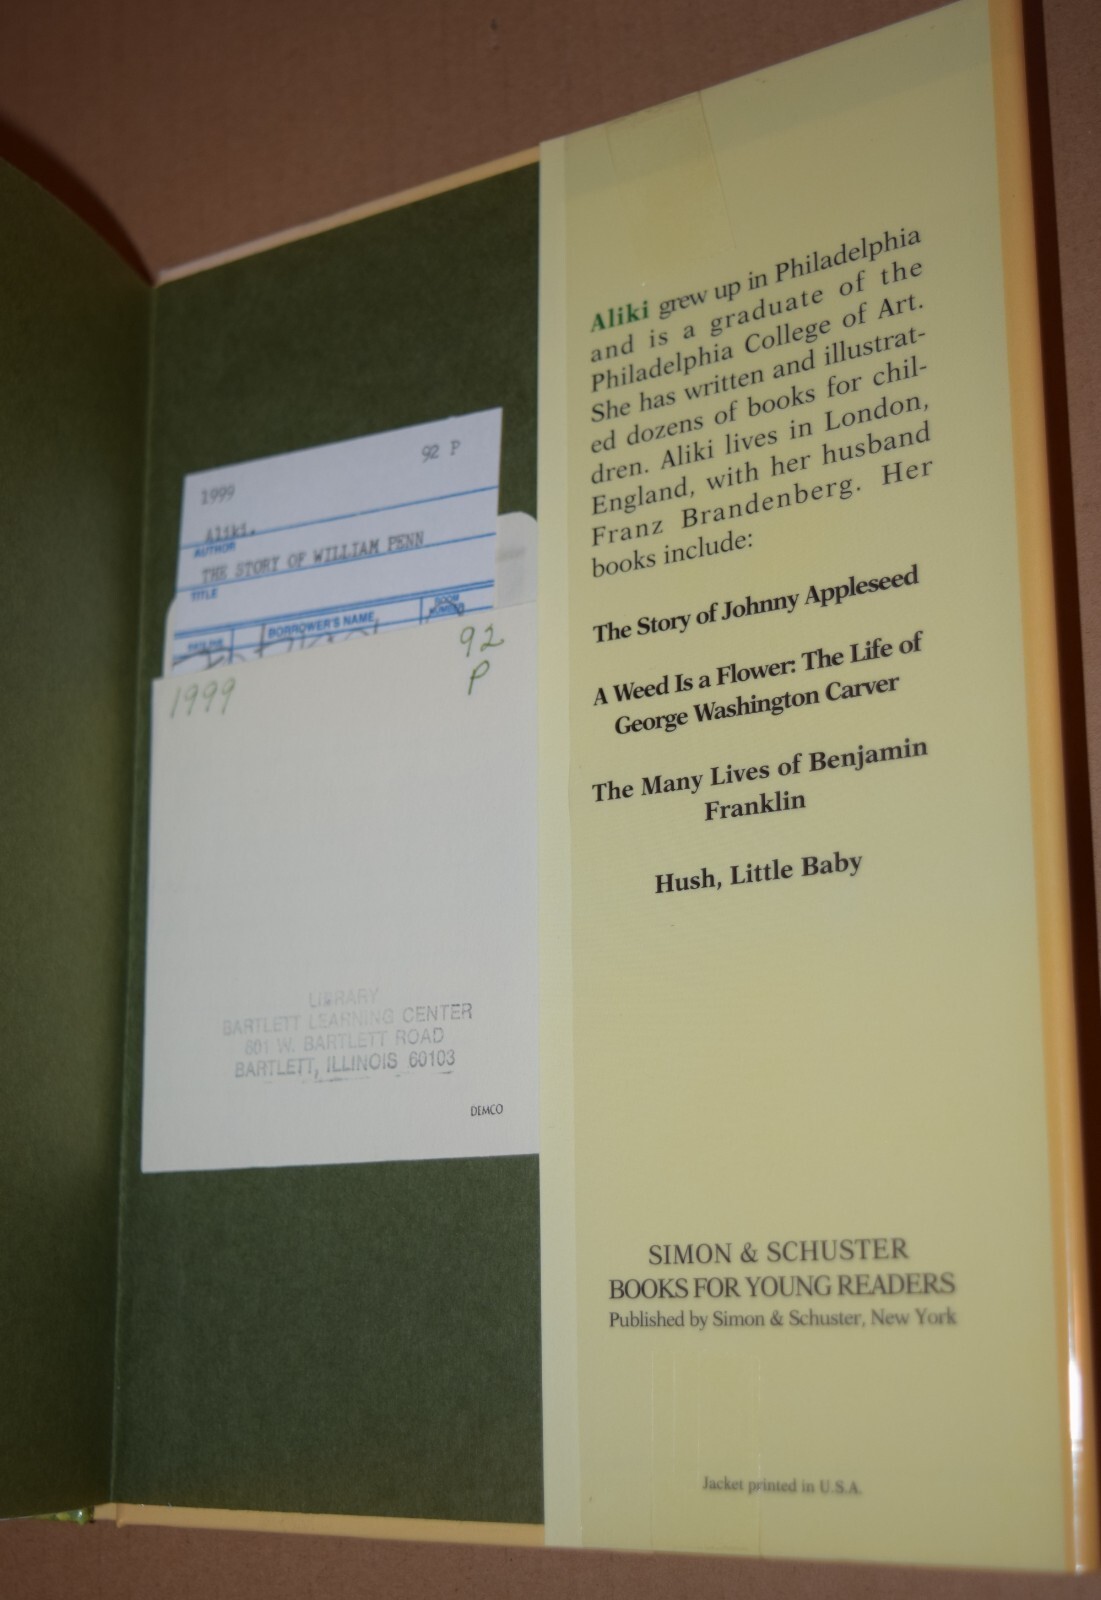 92 P
1999
Aliki.
AUTHOR
THE STORY OF WILLIAM PENN
TITLE
BORROWER'S NAME
ROOM
NUMBER
92
P
1999
LIBRARY
BARTLETT LEARNING CENTER
801 W. BARTLETT ROAD
BARTLETT, ILLINOIS 60103
DEMCO
Aliki grew up in Philadelphia
and is a graduate of the
Philadelphia College of Art.
She has written and illustrat-
ed dozens of books for chil-
dren. Aliki lives in London,
England, with her husband
Franz Brandenberg. Her
books include:
The Story of Johnny Appleseed
A Weed Is a Flower: The Life of
George Washington Carver
The Many Lives of Benjamin
Franklin
Hush, Little Baby
SIMON & SCHUSTER
BOOKS FOR YOUNG READERS
Published by Simon & Schuster, New York
Jacket printed in U.S.A.